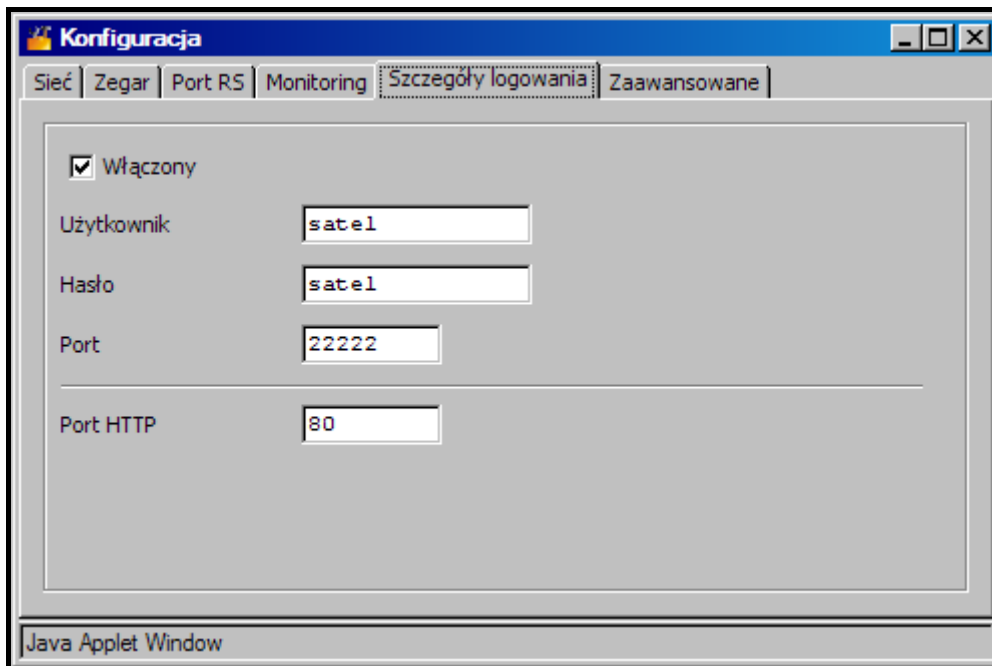 Konfiguracja
Sieć Zegar Port RS Monitoring Szczegóły logowania Zaawansowane
Włączony
Użytkownik satel
Hasło satel
Port 22222
Port HTTP 80
Java Applet Window